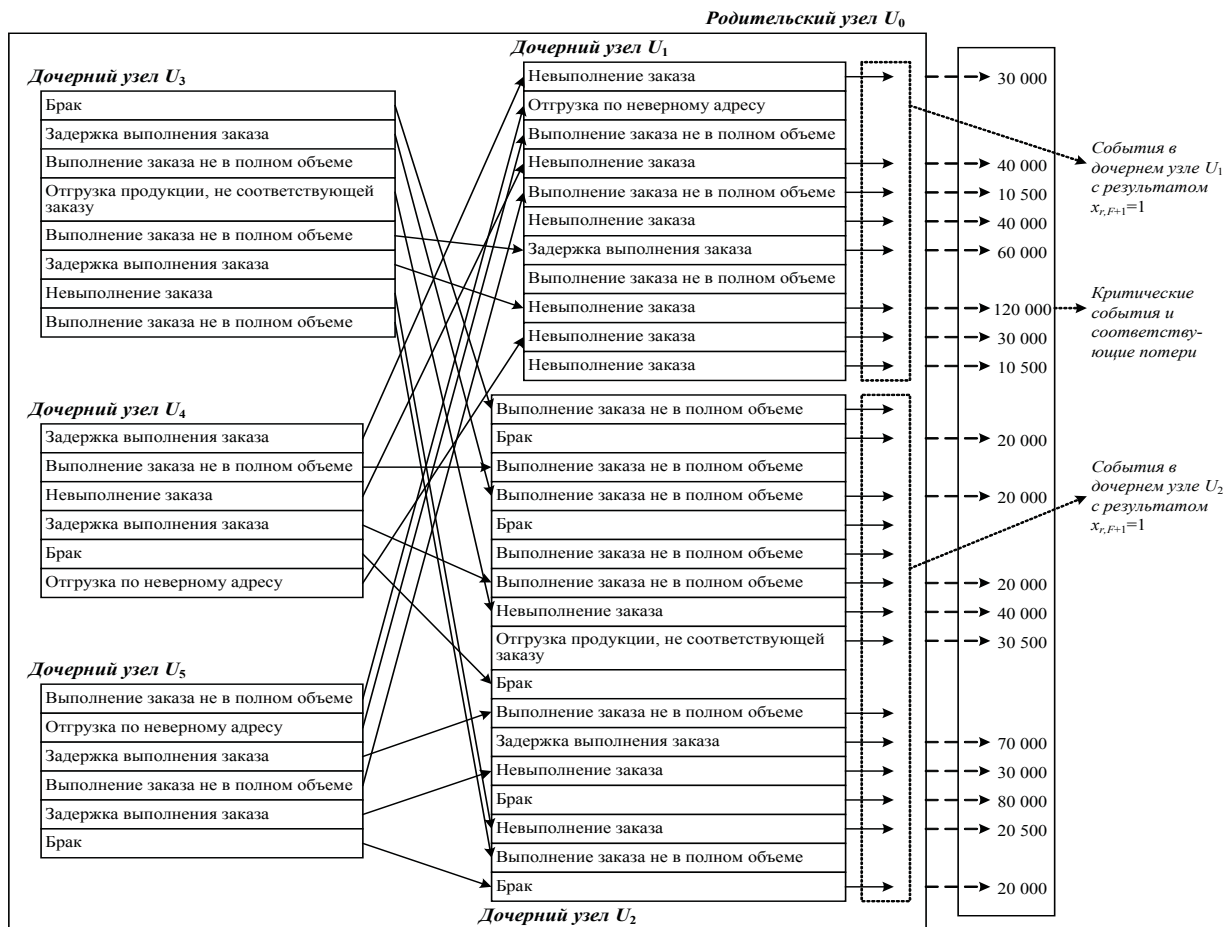 Родительский узел U0
Дочерний узел U3
Брак
Задержка выполнения заказа
Выполнение заказа не в полном объеме
Отгрузка продукции, не соответствующей
заказу
Выполнение заказа не в полном объеме
Задержка выполнения заказа
Невыполнение заказа
Выполнение заказа не в полном объеме
Дочерний узел U4
Задержка выполнения заказа
Выполнение заказа не в полном объеме
Невыполнение заказа
Задержка выполнения заказа
Брак
Отгрузка по неверному адресу
Дочерний узел U5
Выполнение заказа не в полном объеме
Отгрузка по неверному адресу
Задержка выполнения заказа
Выполнение заказа не в полном объеме
Задержка выполнения заказа
Брак
Дочерний узел U1
Невыполнение заказа
Отгрузка по неверному адресу
Выполнение заказа не в полном объеме
Невыполнение заказа
Выполнение заказа не в полном объеме
Невыполнение заказа
Задержка выполнения заказа
Выполнение заказа не в полном объеме
Невыполнение заказа
Невыполнение заказа
Невыполнение заказа
Выполнение заказа не в полном объеме
Брак
Выполнение заказа не в полном объеме
Выполнение заказа не в полном объеме
Брак
Выполнение заказа не в полном объеме
Выполнение заказа не в полном объеме
Невыполнение заказа
Отгрузка продукции, не соответствующей
заказу
Брак
Выполнение заказа не в полном объеме
Задержка выполнения заказа
Невыполнение заказа
Брак
Невыполнение заказа
Выполнение заказа не в полном объеме
Брак
Дочерний узел U2
30 000
40 000
10 500
40 000
60 000
120 000
30 000
10 500
20 000
20 000
20 000
40 000
30 500
70 000
30 000
80 000
20 500
20 000
События в
дочернем узле U1
с результатом
xr,F+1=1
Критические
события и
соответству-
ющие потери
События в
дочернем узле U2
с результатом
xr,F+1=1